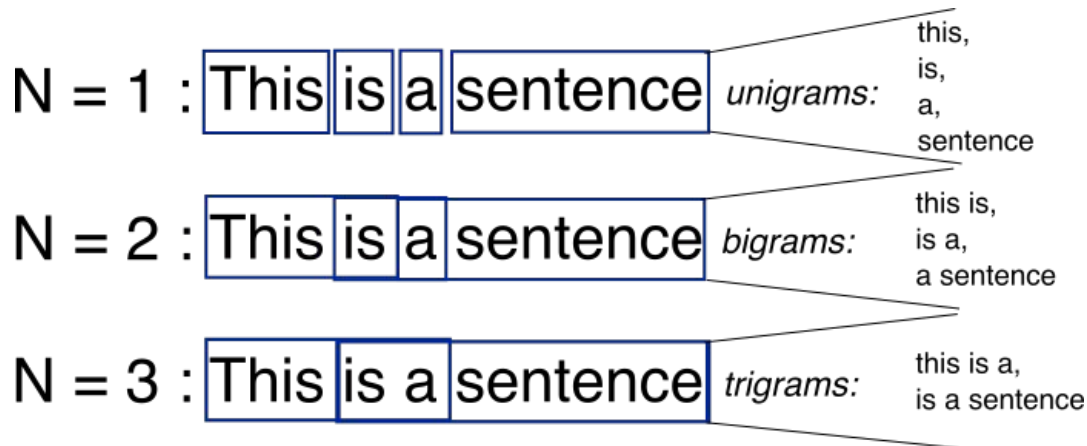 N = 1 : This is a sentence unigrams:
this,
is,
a,
sentence
N = 2 : This is a sentence bigrams:
this is,
is a,
a sentence
N = 3 : This is a sentence trigrams:
this is a,
is a sentence